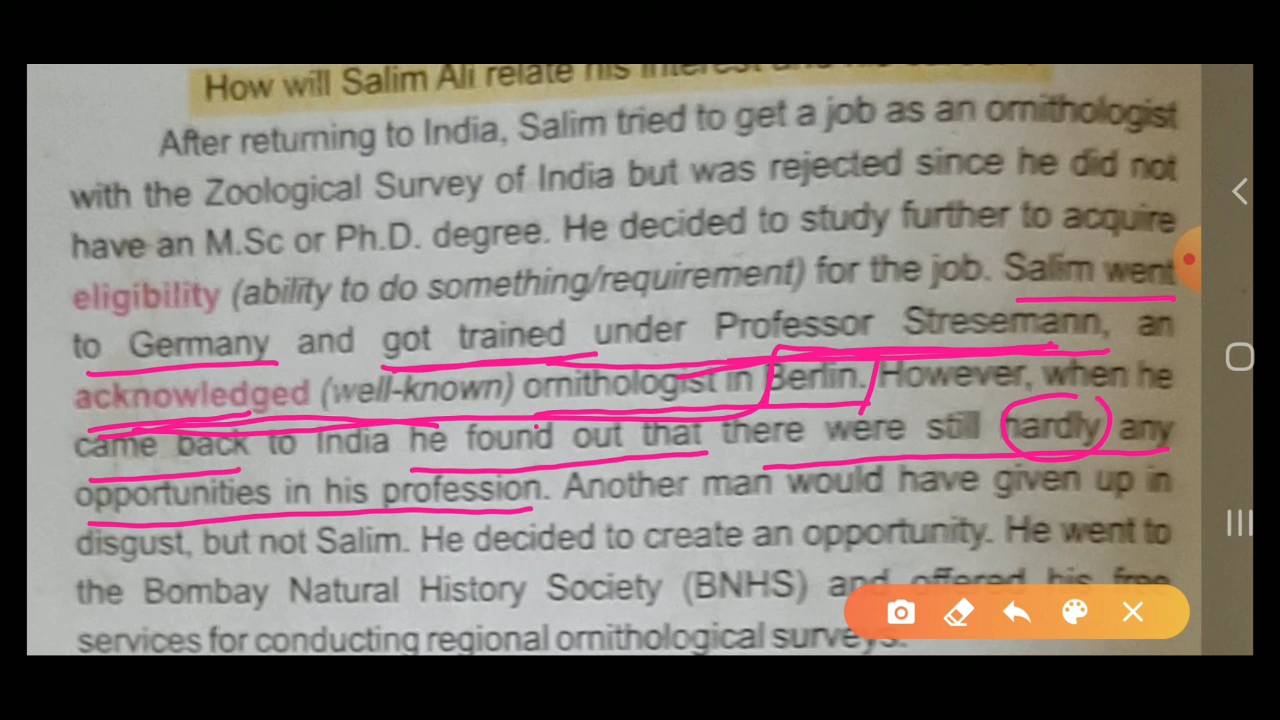 How will Salim Ali relate his interest and his
After returning to India, Salim tried to get a job as an ornithologist
with the Zoological Survey of India but was rejected since he did not
have an M.Sc or Ph.D. degree. He decided to study further to acquire
eligibility (ability to do something/requirement) for the job. Salim went
to Germany and got trained under Professor Stresemann, an
acknowledged (well-known) ornithologist in Berlin. However, when he
came back to India he found out that there were still hardly any
opportunities in his profession. Another man would have given up in
disgust, but not Salim. He decided to create an opportunity. He went to
the Bombay Natural History Society (BNHS) and offered his free
services for conducting regional ornithological surveys.